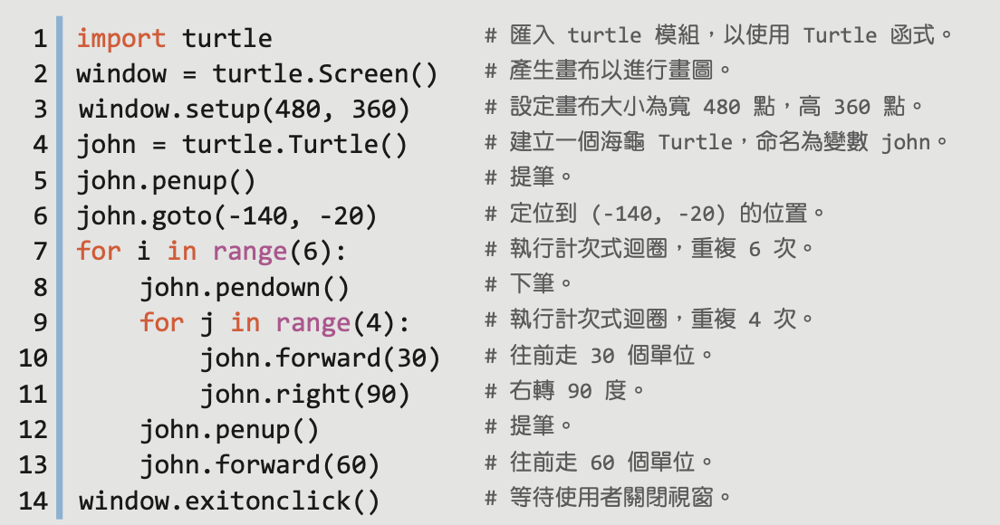 1 import turtle # 匯入 turtle 模組，以使用 Turtle 函式。
2 window = turtle.Screen() # 產生畫布以進行畫圖。
3 window.setup(480, 360) # 設定畫布大小為寬 480 點，高 360 點。
4 john = turtle.Turtle() # 建立一個海龜 Turtle，命名為變數 john。
5 john.penup() # 提筆。
6 john.goto(-140, -20) # 定位到 (-140, -20) 的位置。
7 for i in range(6): # 執行計次式迴圈，重複 6 次。
8     john.pendown() # 下筆。
9     for j in range(4): # 執行計次式迴圈，重複 4 次。
10         john.forward(30) # 往前走 30 個單位。
11         john.right(90) # 右轉 90 度。
12     john.penup() # 提筆。
13     john.forward(60) # 往前走 60 個單位。
14 window.exitonclick() # 等待使用者關閉視窗。